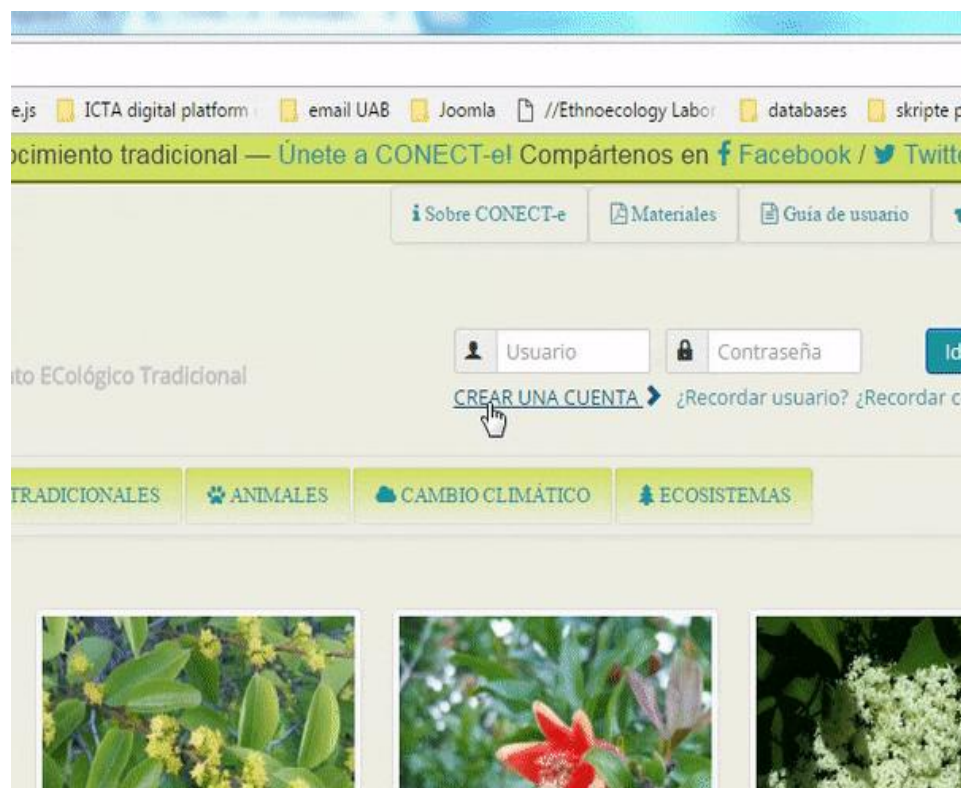 e.js ICTA digital platform email UAB Joomla //Ethnoecology Labor databases skripte p
ocimiento tradicional — Únete a CONECT-e! Compártenos en Facebook / Twitte
Sobre CONECT-e Materiales Guía de usuario
Usuario Contraseña Id
to ECológico Tradicional
CREAR UNA CUENTA ¿Recordar usuario? ¿Recordar c
TRADICIONALES ANIMALES CAMBIO CLIMÁTICO ECOSISTEMAS